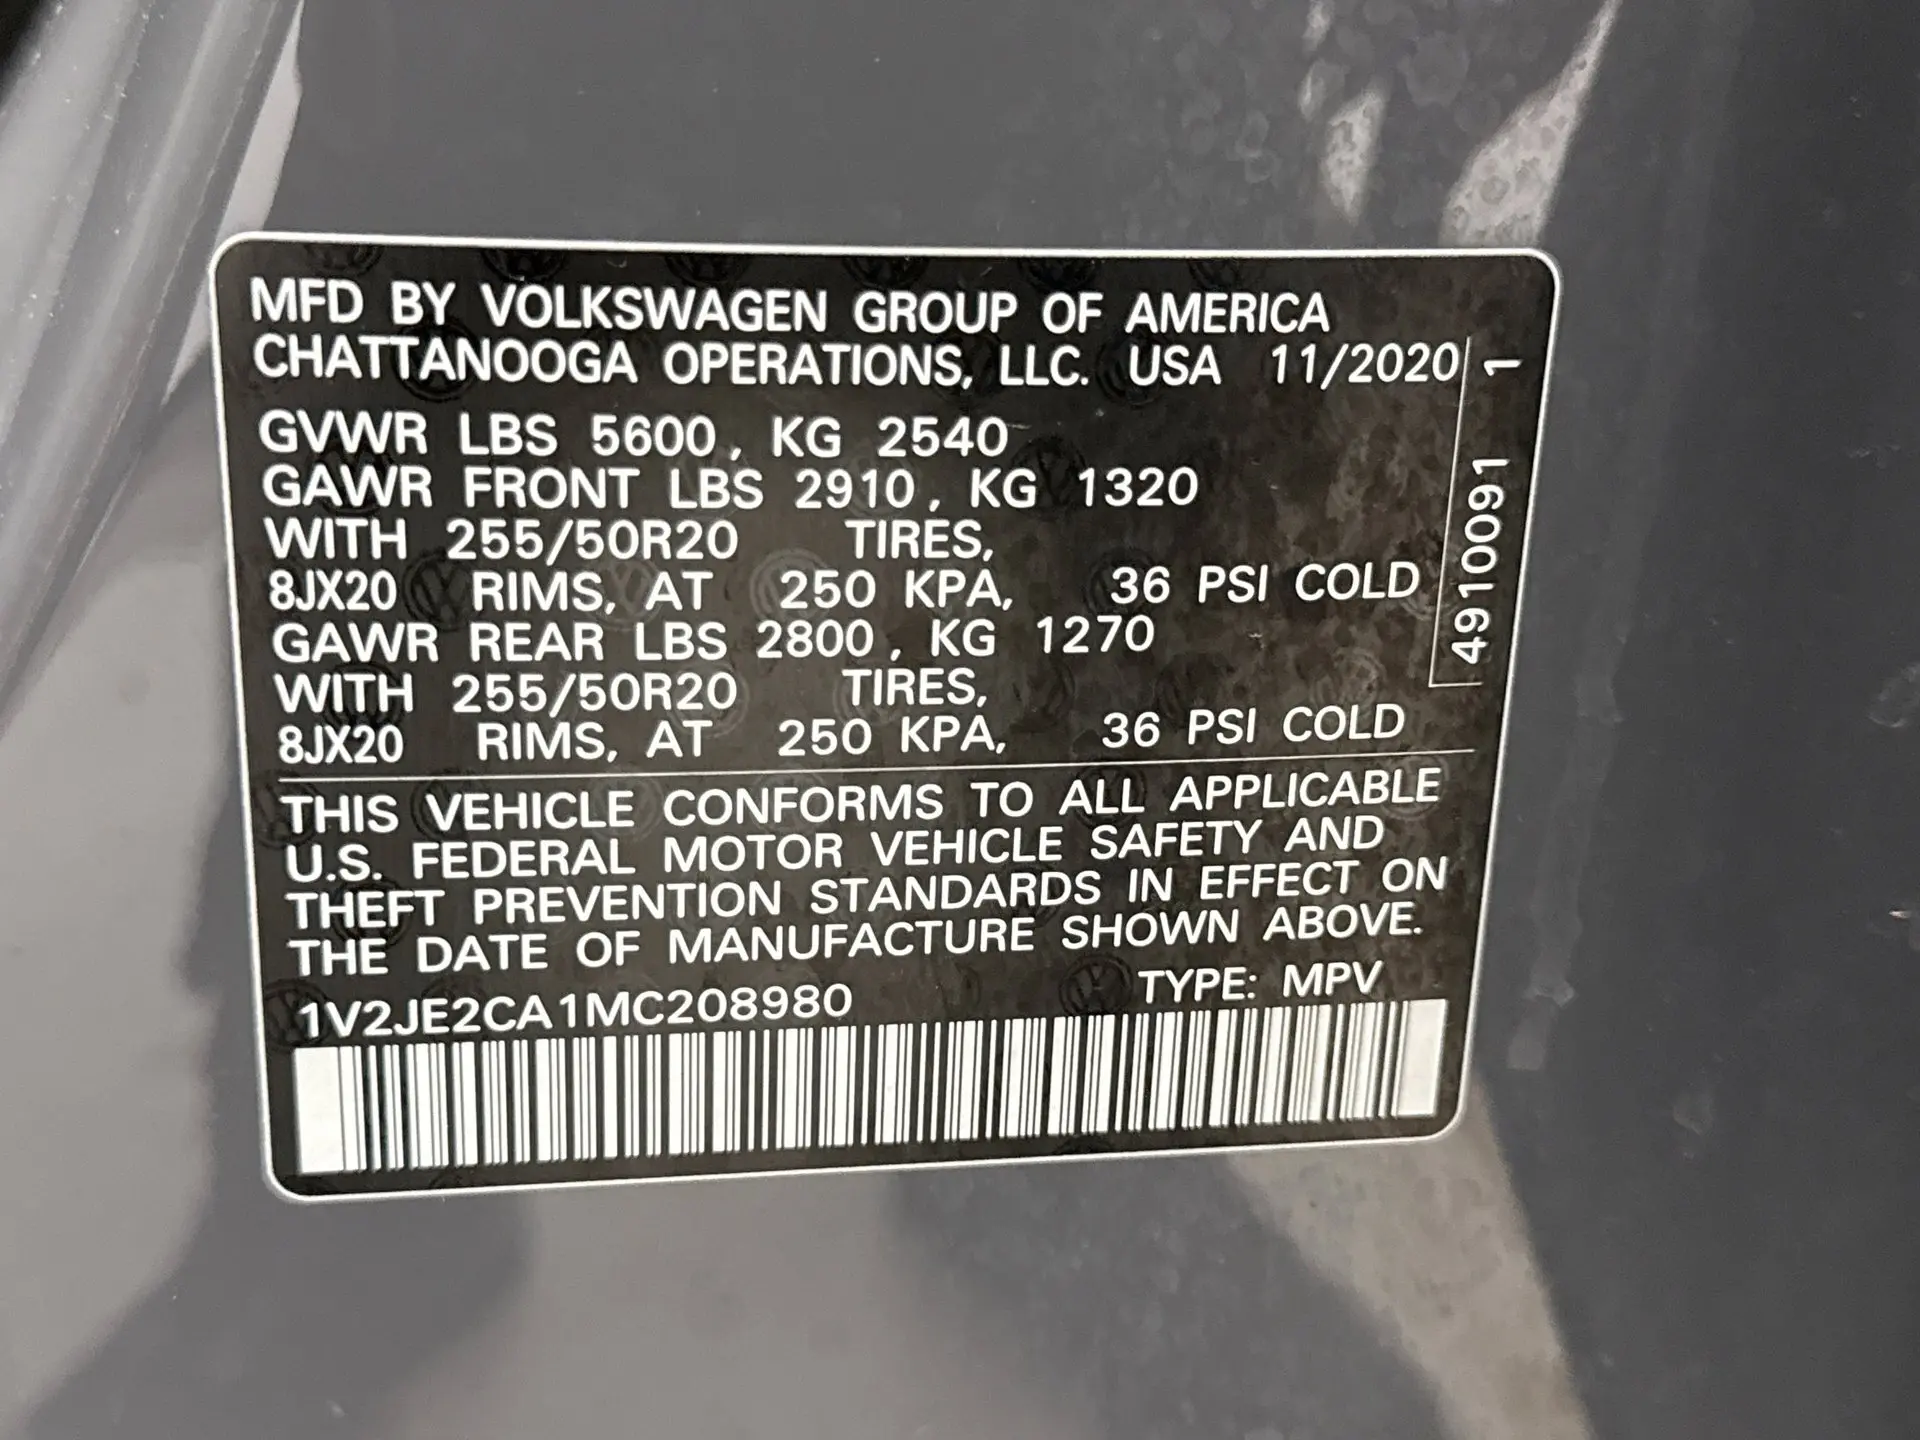 MFD BY VOLKSWAGEN GROUP OF AMERICA
CHATTANOOGA OPERATIONS, LLC. USA 11/2020
GVWR LBS 5600, KG 2540
GAWR FRONT LBS 2910, KG 1320
WITH 255/50R20 TIRES,
8JX20 RIMS, AT 250 KPA, 36 PSI COLD
GAWR REAR LBS 2800, KG 1270
WITH 255/50R20 TIRES,
8JX20 RIMS, AT 250 KPA, 36 PSI COLD
THIS VEHICLE CONFORMS TO ALL APPLICABLE
U.S. FEDERAL MOTOR VEHICLE SAFETY AND
THEFT PREVENTION STANDARDS IN EFFECT ON
THE DATE OF MANUFACTURE SHOWN ABOVE.
1V2JE2CA1MC208980 TYPE: MPV
4910091 1